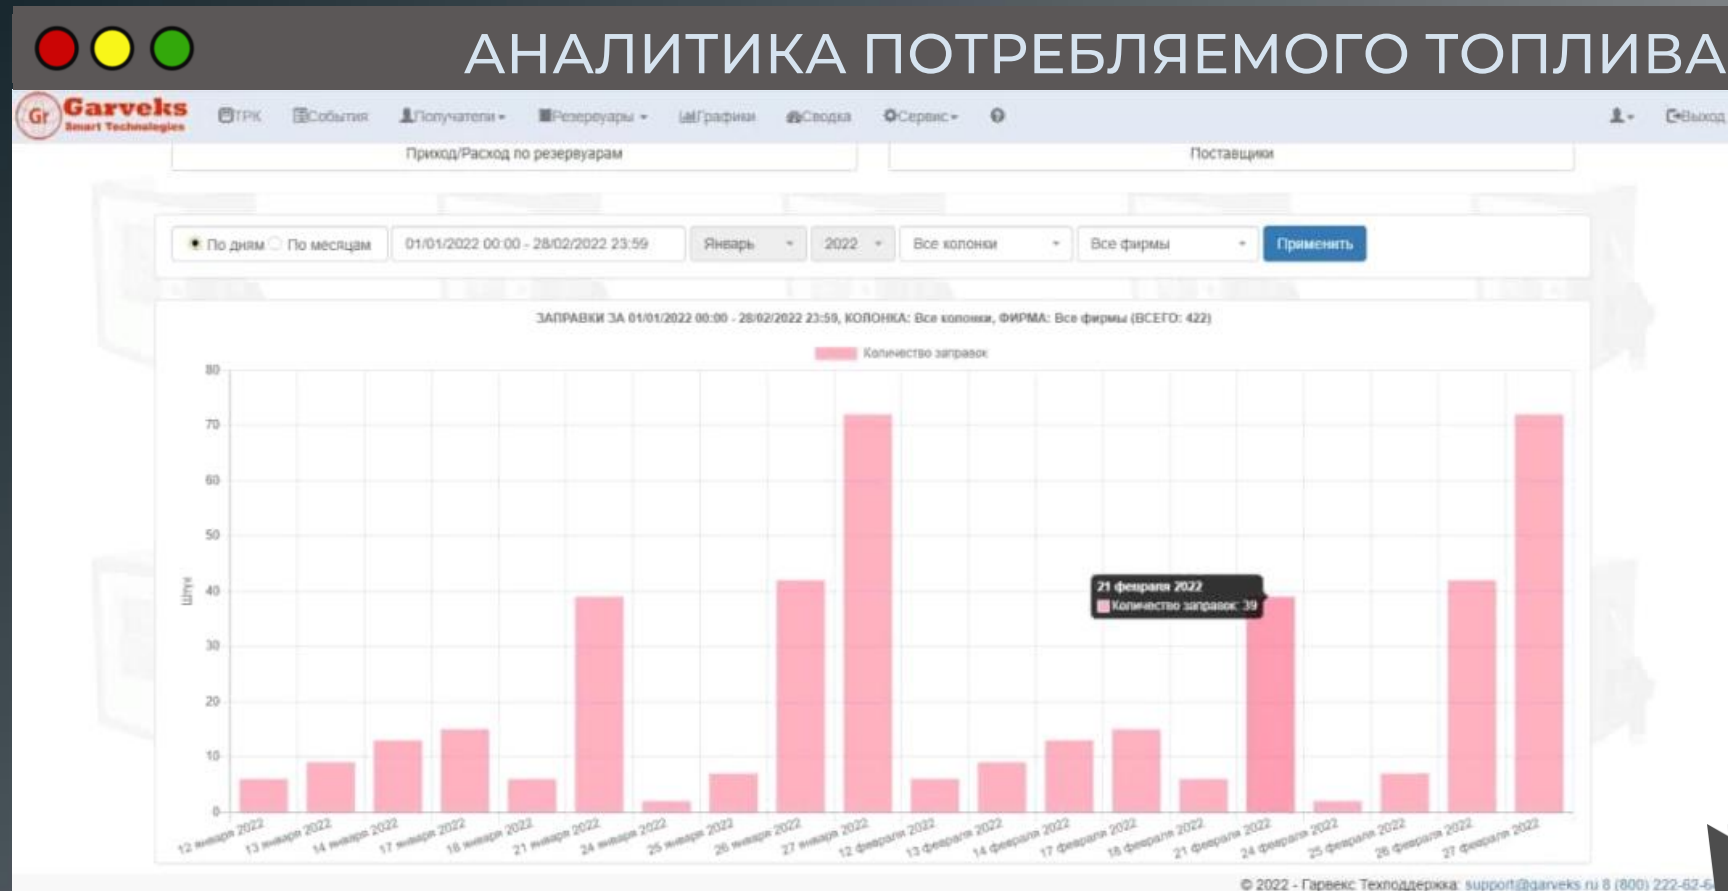 АНАЛИТИКА ПОТРЕБЛЯЕМОГО ТОПЛИВА
Gr Garveks
Smart Technologies
ТРК События Получатели Резервуары Графики Сводка Сервис Выход
Приход/Расход по резервуарам Поставщики
По дням По месяцам 01/01/2022 00:00 - 28/02/2022 23:59 Январь 2022 Все колонки Все фирмы Применить
ЗАПРАВКИ ЗА 01/01/2022 00:00 - 28/02/2022 23:59, КОЛОНКА: Все колонки, ФИРМА: Все фирмы (ВСЕГО: 422)
Количество заправок
80
70
60
50
40
30
20
10
0
Штук
21 февраля 2022
Количество заправок: 39
12 января 2022 13 января 2022 14 января 2022 17 января 2022 18 января 2022 21 января 2022 24 января 2022 25 января 2022 26 января 2022 27 января 2022 12 февраля 2022 13 февраля 2022 14 февраля 2022 17 февраля 2022 18 февраля 2022 21 февраля 2022 24 февраля 2022 25 февраля 2022 26 февраля 2022 27 февраля 2022
© 2022 - Гарвекс Техподдержка: support@garveks.ru 8 (800) 222-62-6